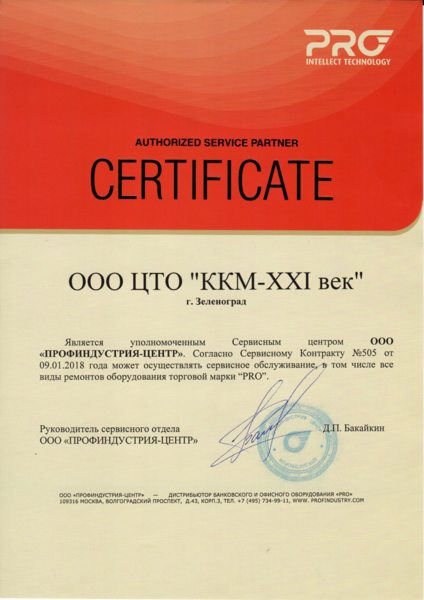 PRO
INTELLECT TECHNOLOGY
AUTHORIZED SERVICE PARTNER
CERTIFICATE
ООО ЦТО "ККМ-XXI век"
г. Зеленоград
Является уполномоченным Сервисным центром ООО
«ПРОФИНДУСТРИЯ-ЦЕНТР». Согласно Сервисному Контракту №505 от
09.01.2018 года может осуществлять сервисное обслуживание, в том числе все
виды ремонтов оборудования торговой марки “PRO”.
Руководитель сервисного отдела
Д.П. Бакайкин
ООО «ПРОФИНДУСТРИЯ-ЦЕНТР»
ООО «ПРОФИНДУСТРИЯ-ЦЕНТР» — ДИСТРИБЬЮТОР БАНКОВСКОГО И ОФИСНОГО ОБОРУДОВАНИЯ «PRO»
109316 МОСКВА, ВОЛГОГРАДСКИЙ ПРОСПЕКТ, Д.43, КОРП.3, ТЕЛ. +7 (495) 734-99-11, WWW. PROFINDUSTRY.COM